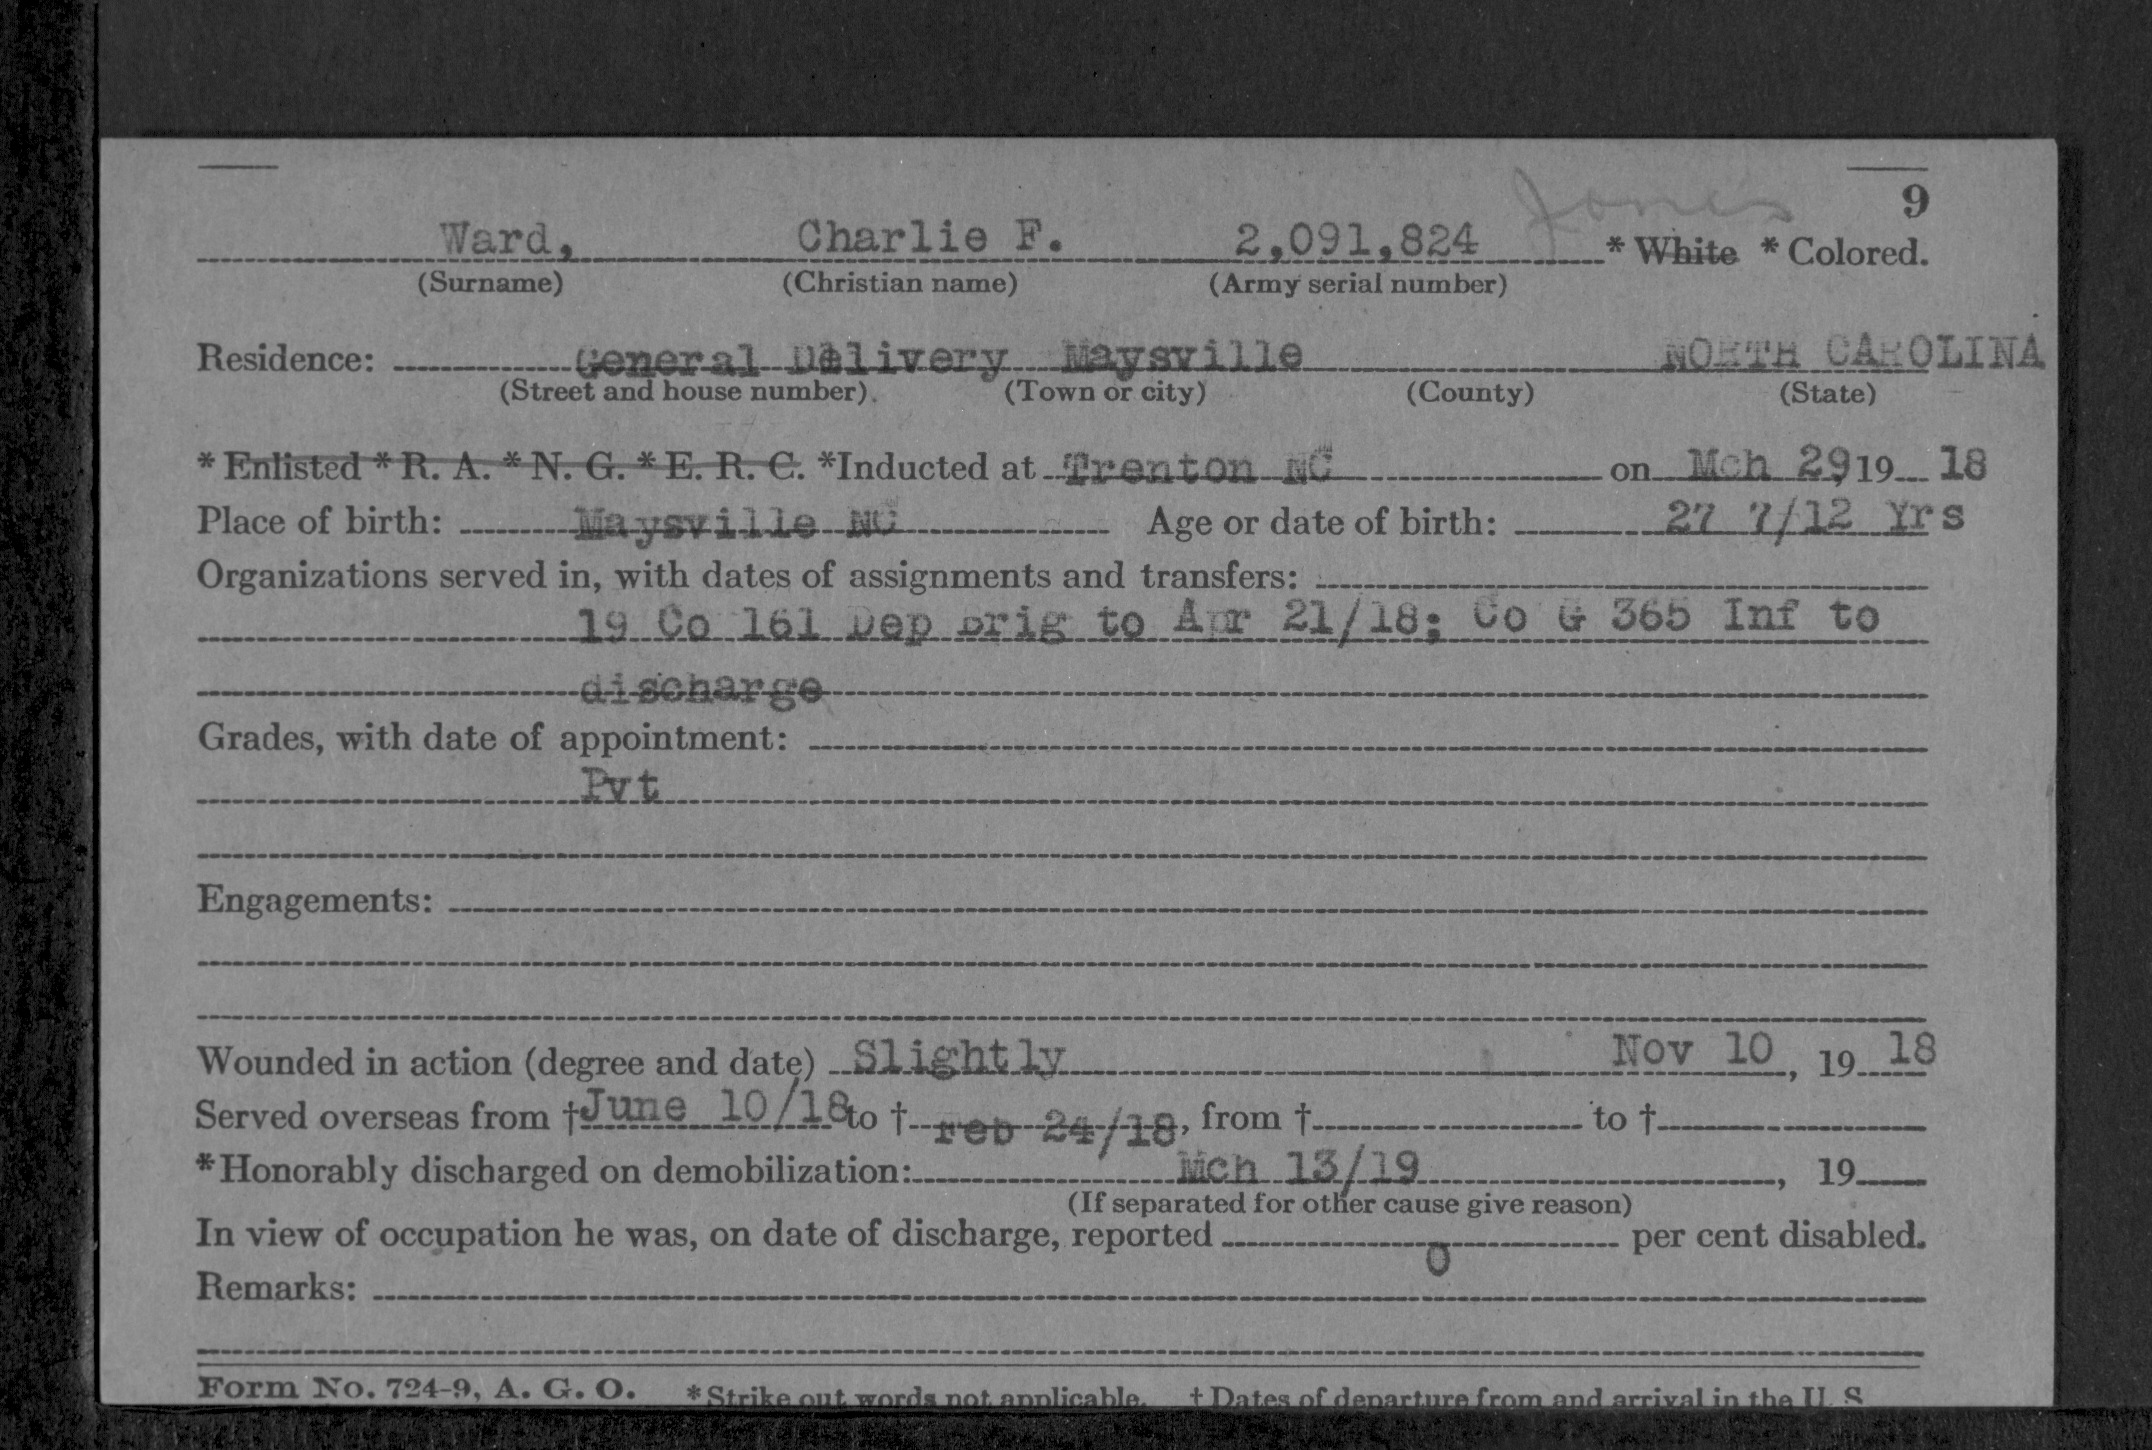 Jones
9
Ward, Charlie F. 2,091,824 * White * Colored.
(Surname) (Christian name) (Army serial number)
Residence: General Delivery Maysville NORTH CAROLINA
(Street and house number) (Town or city) (County) (State)
* Enlisted * R. A. * N. G. * E. R. C. *Inducted at Trenton NC on Mch 29, 19 18
Place of birth: Maysville NC Age or date of birth: 27 7/12 Yrs
Organizations served in, with dates of assignments and transfers:
19 Co 161 Dep Brig to Apr 21/18; Co G 365 Inf to
discharge
Grades, with date of appointment:
Pvt
Engagements:
Wounded in action (degree and date) Slightly Nov 10, 19 18
Served overseas from † June 10/18 to † Feb 24/18, from † to †
* Honorably discharged on demobilization: Mch 13/19, 19
(If separated for other cause give reason)
In view of occupation he was, on date of discharge, reported 0 per cent disabled.
Remarks:
Form No. 724-9, A. G. O. * Strike out words not applicable. † Dates of departure from and arrival in the U. S